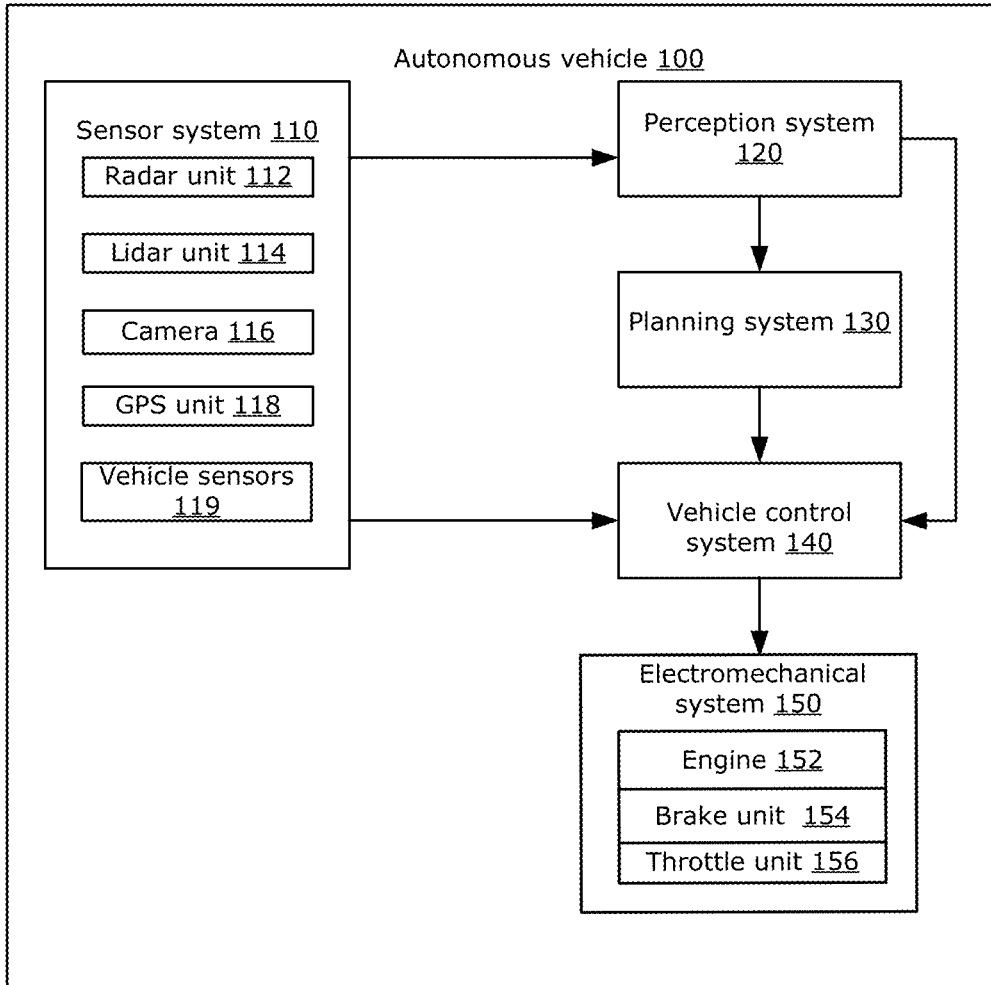 Autonomous vehicle 100
Sensor system 110
Radar unit 112
Lidar unit 114
Camera 116
GPS unit 118
Vehicle sensors
119
Perception system
120
Planning system 130
Vehicle control
system 140
Electromechanical
system 150
Engine 152
Brake unit 154
Throttle unit 156